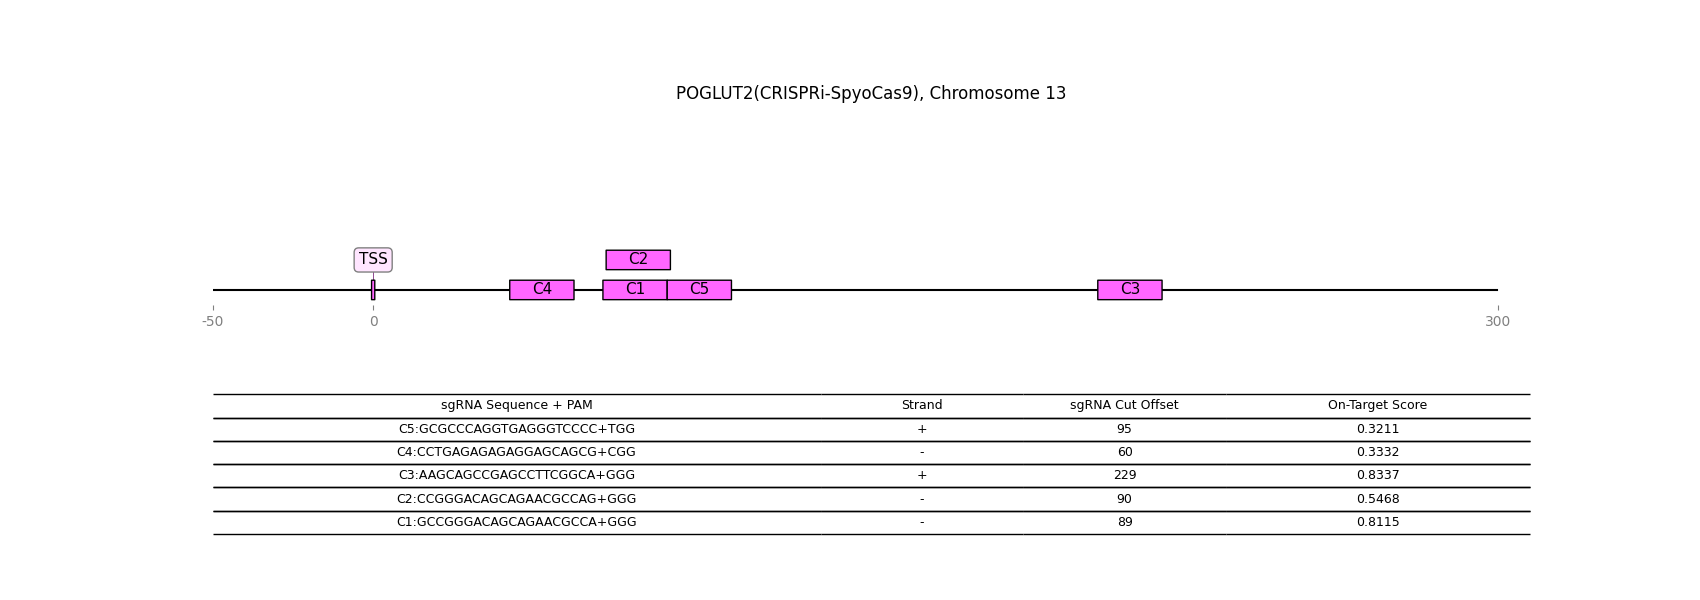 POGLUT2(CRISPRi-SpyoCas9), Chromosome 13
TSS
C2
C4 C1 C5 C3
-50 0 300
sgRNA Sequence + PAM Strand sgRNA Cut Offset On-Target Score
C5:GCGCCCAGGTGAGGGTCCCC+TGG + 95 0.3211
C4:CCTGAGAGAGAGGAGCAGCG+CGG - 60 0.3332
C3:AAGCAGCCGAGCCTTCGGCA+GGG + 229 0.8337
C2:CCGGGACAGCAGAACGCCAG+GGG - 90 0.5468
C1:GCCGGGACAGCAGAACGCCA+GGG - 89 0.8115